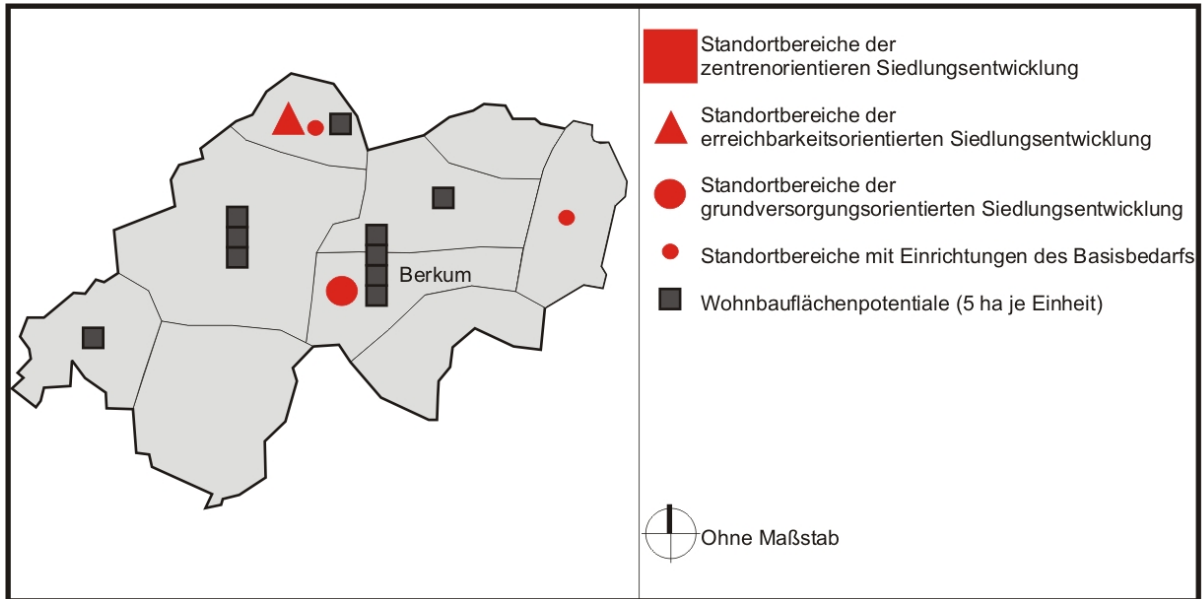 Standortbereiche der
zentrenorientieren Siedlungsentwicklung
Standortbereiche der
erreichbarkeitsorientierten Siedlungsentwicklung
Standortbereiche der
grundversorgungsorientierten Siedlungsentwicklung
Standortbereiche mit Einrichtungen des Basisbedarfs
Wohnbauflächenpotentiale (5 ha je Einheit)
Berkum
Ohne Maßstab